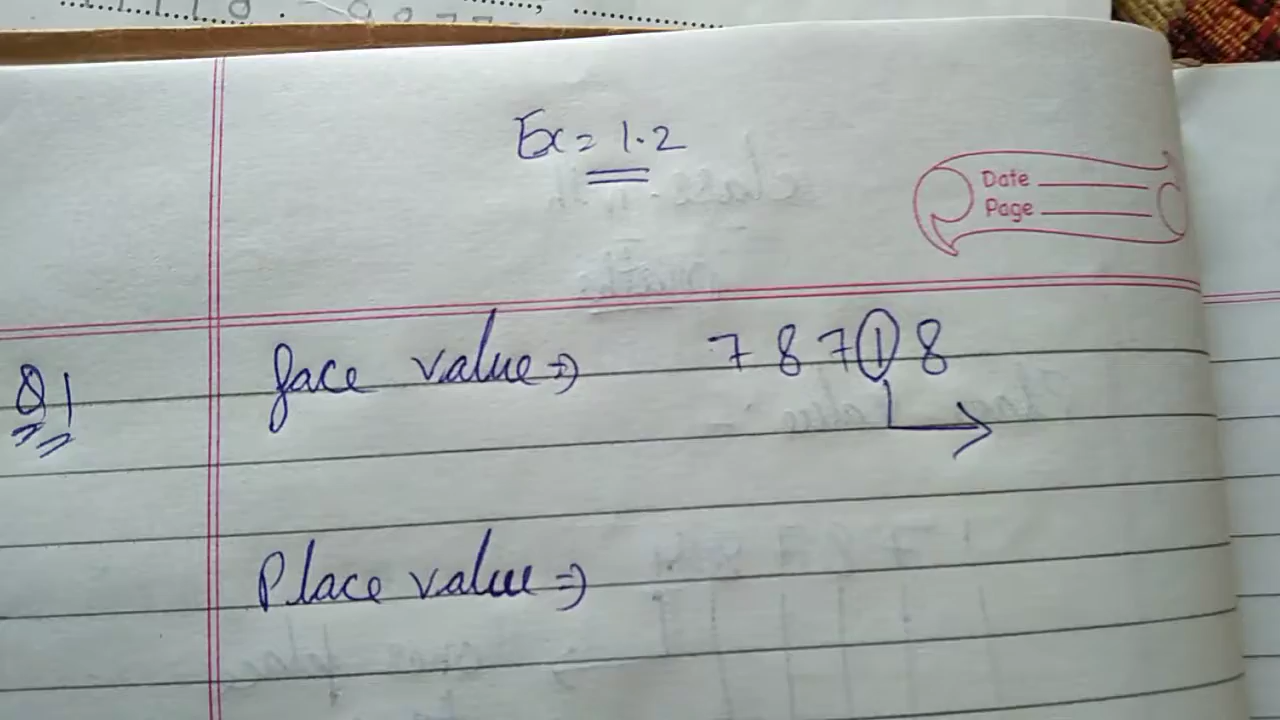 Ex = 1.2
Date
Page
Q1 face value ⇒ 7 8 7 1 8
Place value ⇒